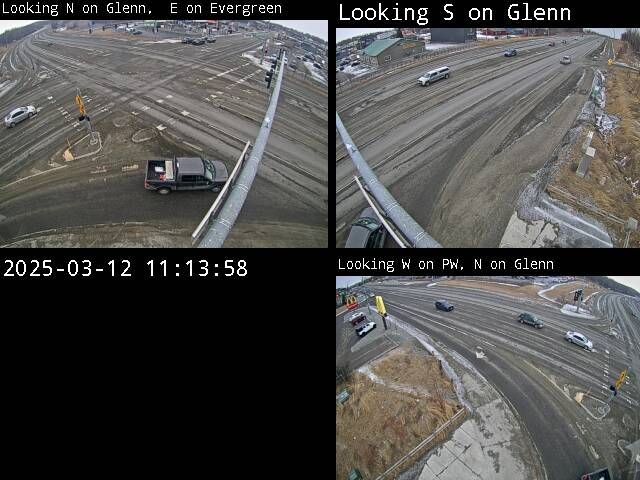 Looking N on Glenn,  E on Evergreen
Looking S on Glenn
2025-03-12 11:13:58
Looking W on PW, N on Glenn